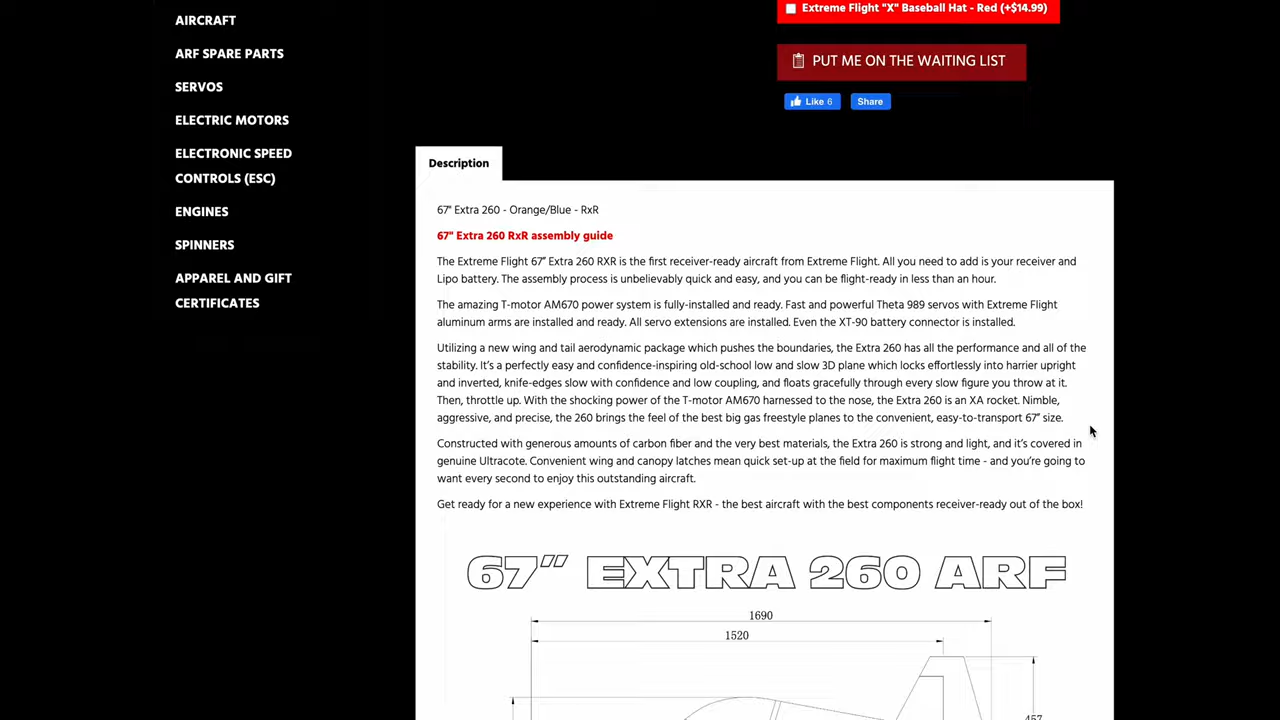 AIRCRAFT
ARF SPARE PARTS
SERVOS
ELECTRIC MOTORS
ELECTRONIC SPEED
CONTROLS (ESC)
ENGINES
SPINNERS
APPAREL AND GIFT
CERTIFICATES
Extreme Flight "X" Baseball Hat - Red (+$14.99)
PUT ME ON THE WAITING LIST
Like 6
Share
Description
67" Extra 260 - Orange/Blue - RxR
67" Extra 260 RxR assembly guide
The Extreme Flight 67" Extra 260 RXR is the first receiver-ready aircraft from Extreme Flight. All you need to add is your receiver and
Lipo battery. The assembly process is unbelievably quick and easy, and you can be flight-ready in less than an hour.
The amazing T-motor AM670 power system is fully-installed and ready. Fast and powerful Theta 989 servos with Extreme Flight
aluminum arms are installed and ready. All servo extensions are installed. Even the XT-90 battery connector is installed.
Utilizing a new wing and tail aerodynamic package which pushes the boundaries, the Extra 260 has all the performance and all of the
stability. It's a perfectly easy and confidence-inspiring old-school low and slow 3D plane which locks effortlessly into harrier upright
and inverted, knife-edges slow with confidence and low coupling, and floats gracefully through every slow figure you throw at it.
Then, throttle up. With the shocking power of the T-motor AM670 harnessed to the nose, the Extra 260 is an XA rocket. Nimble,
aggressive, and precise, the 260 brings the feel of the best big gas freestyle planes to the convenient, easy-to-transport 67" size.
Constructed with generous amounts of carbon fiber and the very best materials, the Extra 260 is strong and light, and it's covered in
genuine Ultracote. Convenient wing and canopy latches mean quick set-up at the field for maximum flight time - and you're going to
want every second to enjoy this outstanding aircraft.
Get ready for a new experience with Extreme Flight RXR - the best aircraft with the best components receiver-ready out of the box!
67" EXTRA 260 ARF
1690
1520
457